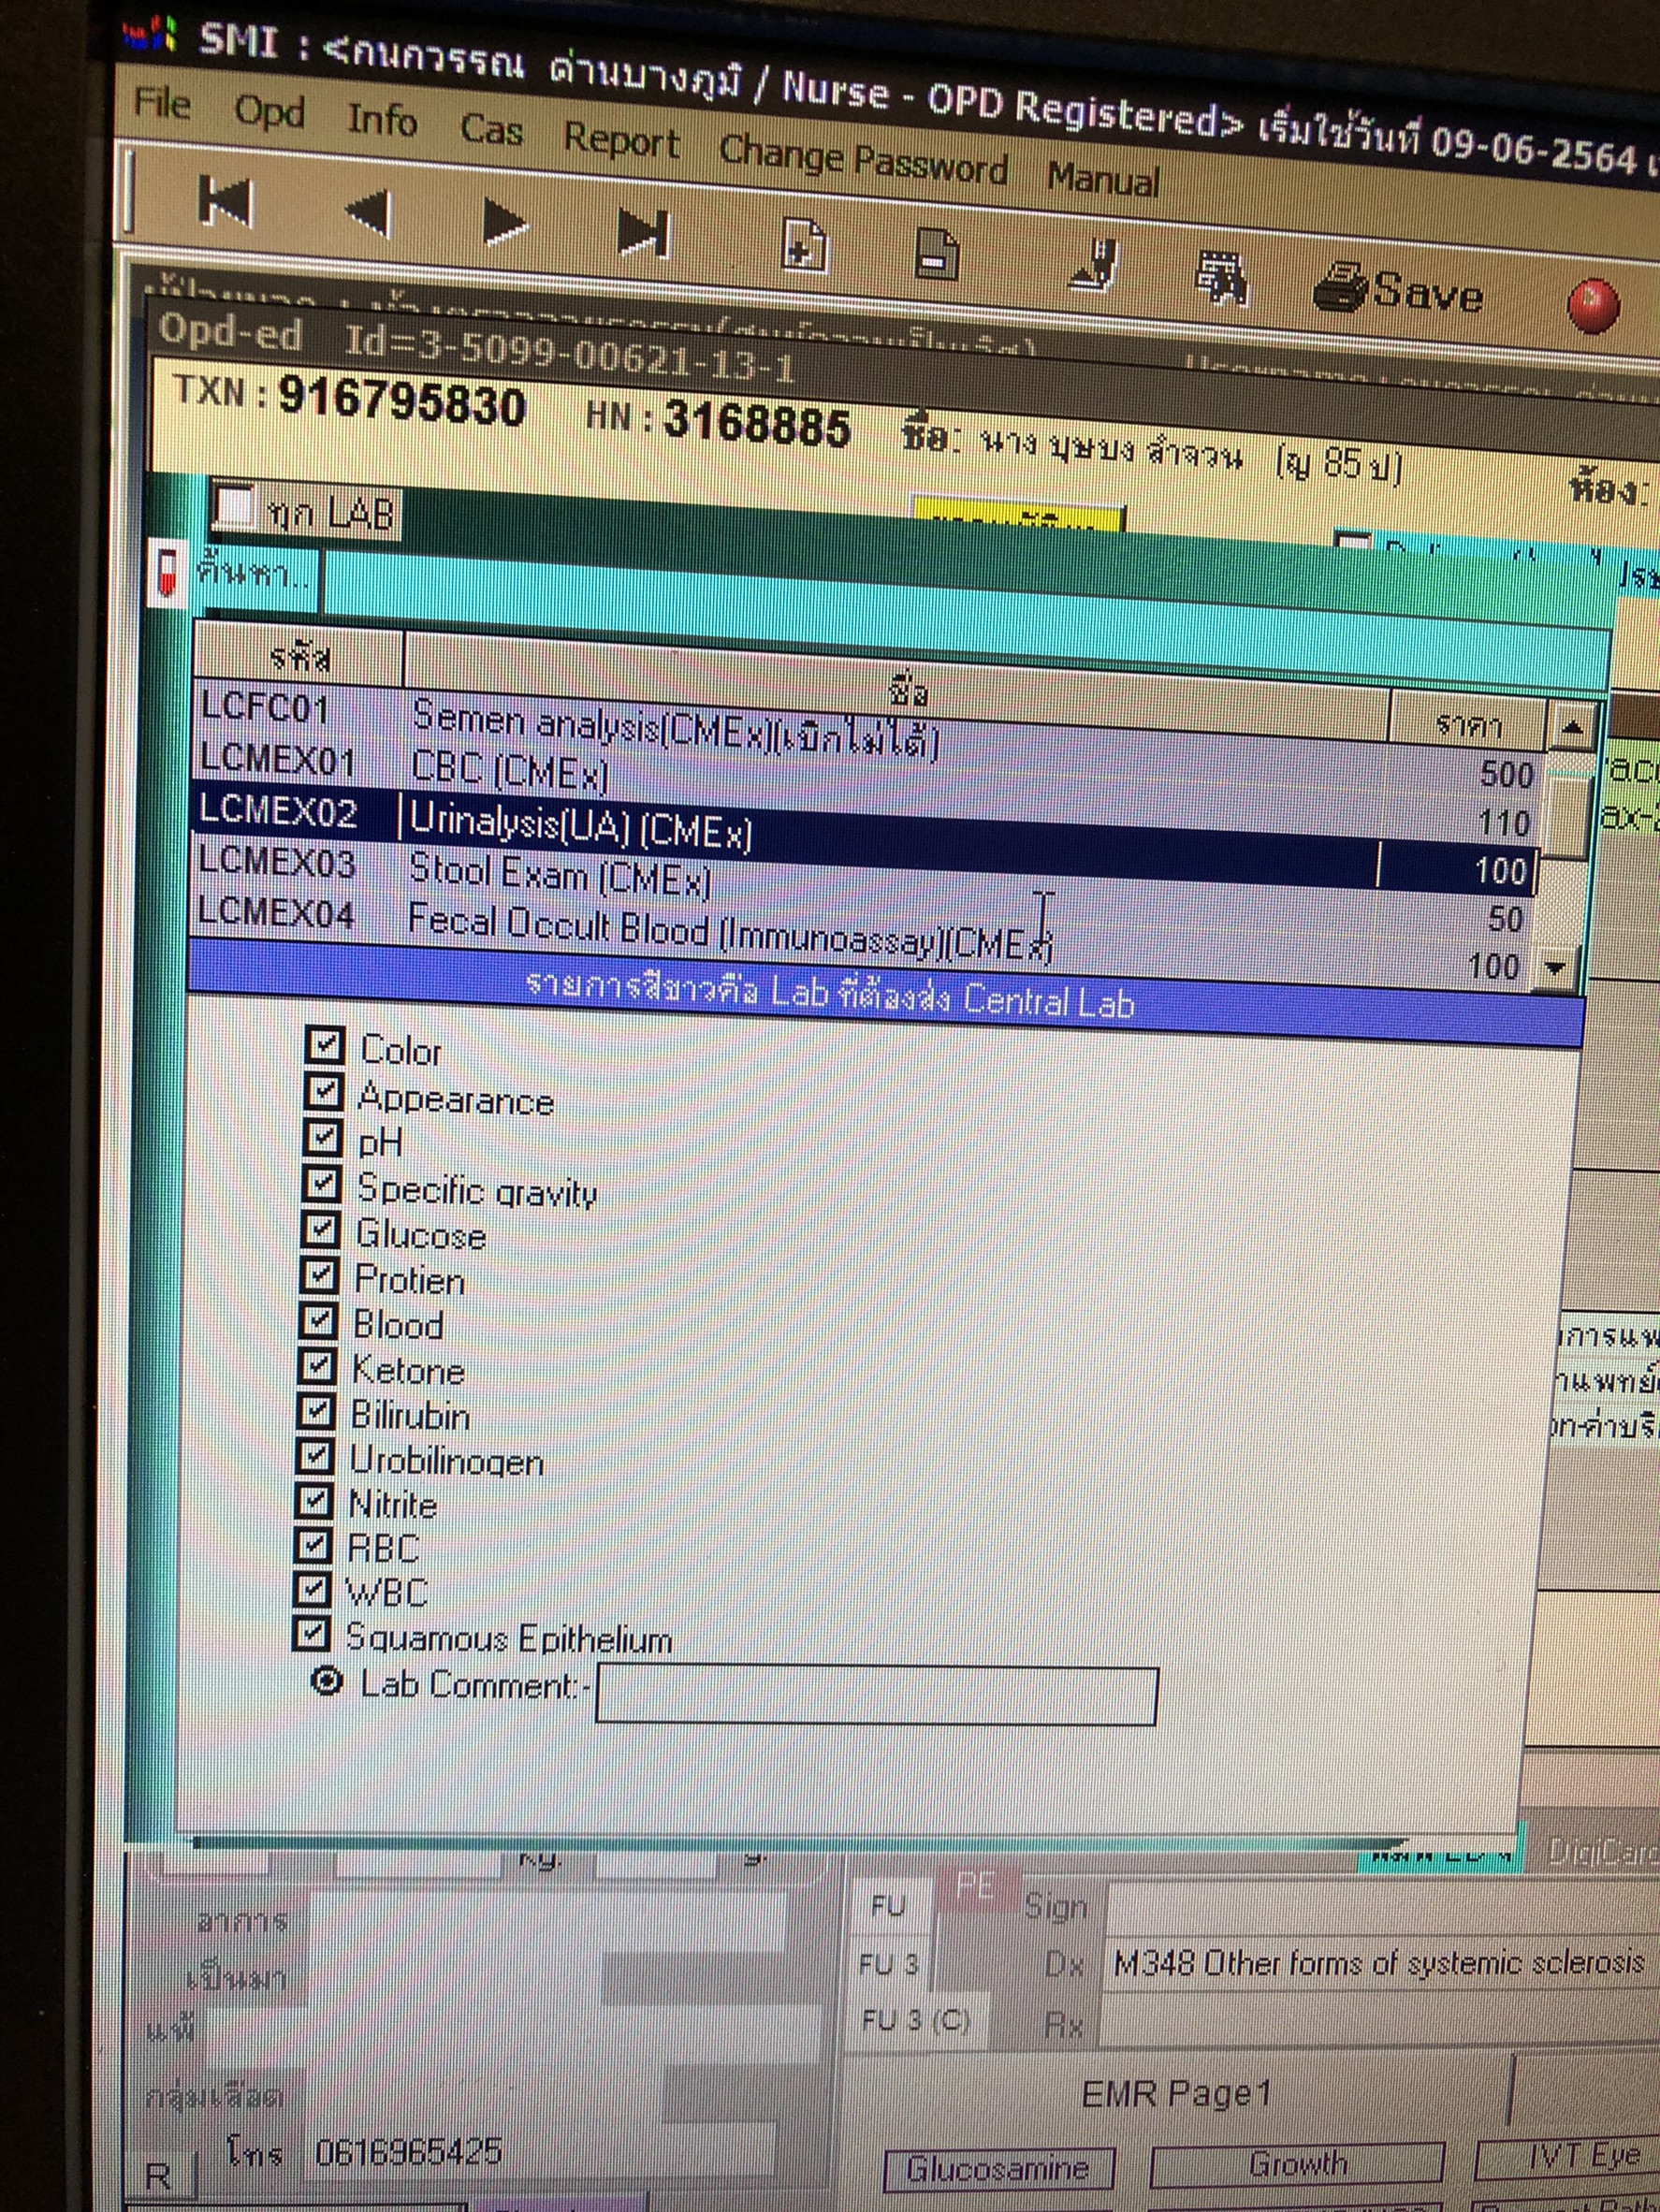 SMI : <กนกวรรณ ด่านบางภูมิ / Nurse - OPD Registered> เริ่มใช้วันที่ 09-06-2564
File Opd Info Cas Report Change Password Manual
Save
Opd-ed Id=3-5099-00621-13-1
TXN : 916795830 HN : 3168885 ชื่อ: นาง บุษบง ลำจวน (ญ 85 ป) ห้อง:
ทุก LAB
ค้นหา..
รหัส ชื่อ ราคา
LCFC01 Semen analysis(CMEx)(เบิกไม่ได้) 500
LCMEX01 CBC (CMEx) 110
LCMEX02 Urinalysis(UA) (CMEx) 100
LCMEX03 Stool Exam (CMEx) 50
LCMEX04 Fecal Occult Blood (Immunoassay)(CMEx) 100
รายการสีขาวคือ Lab ที่ต้องส่ง Central Lab
Color
Appearance
pH
Specific gravity
Glucose
Protien
Blood
Ketone
Bilirubin
Urobilinogen
Nitrite
RBC
WBC
Squamous Epithelium
Lab Comment:-
DigiCard
FU PE Sign
อาการ
FU 3 Dx M348 Other forms of systemic sclerosis
เป็นมา
FU 3 (C) Rx
แพ้
EMR Page1
กลุ่มเลือด
โทร 0616965425
R
Glucosamine Growth IVT Eye